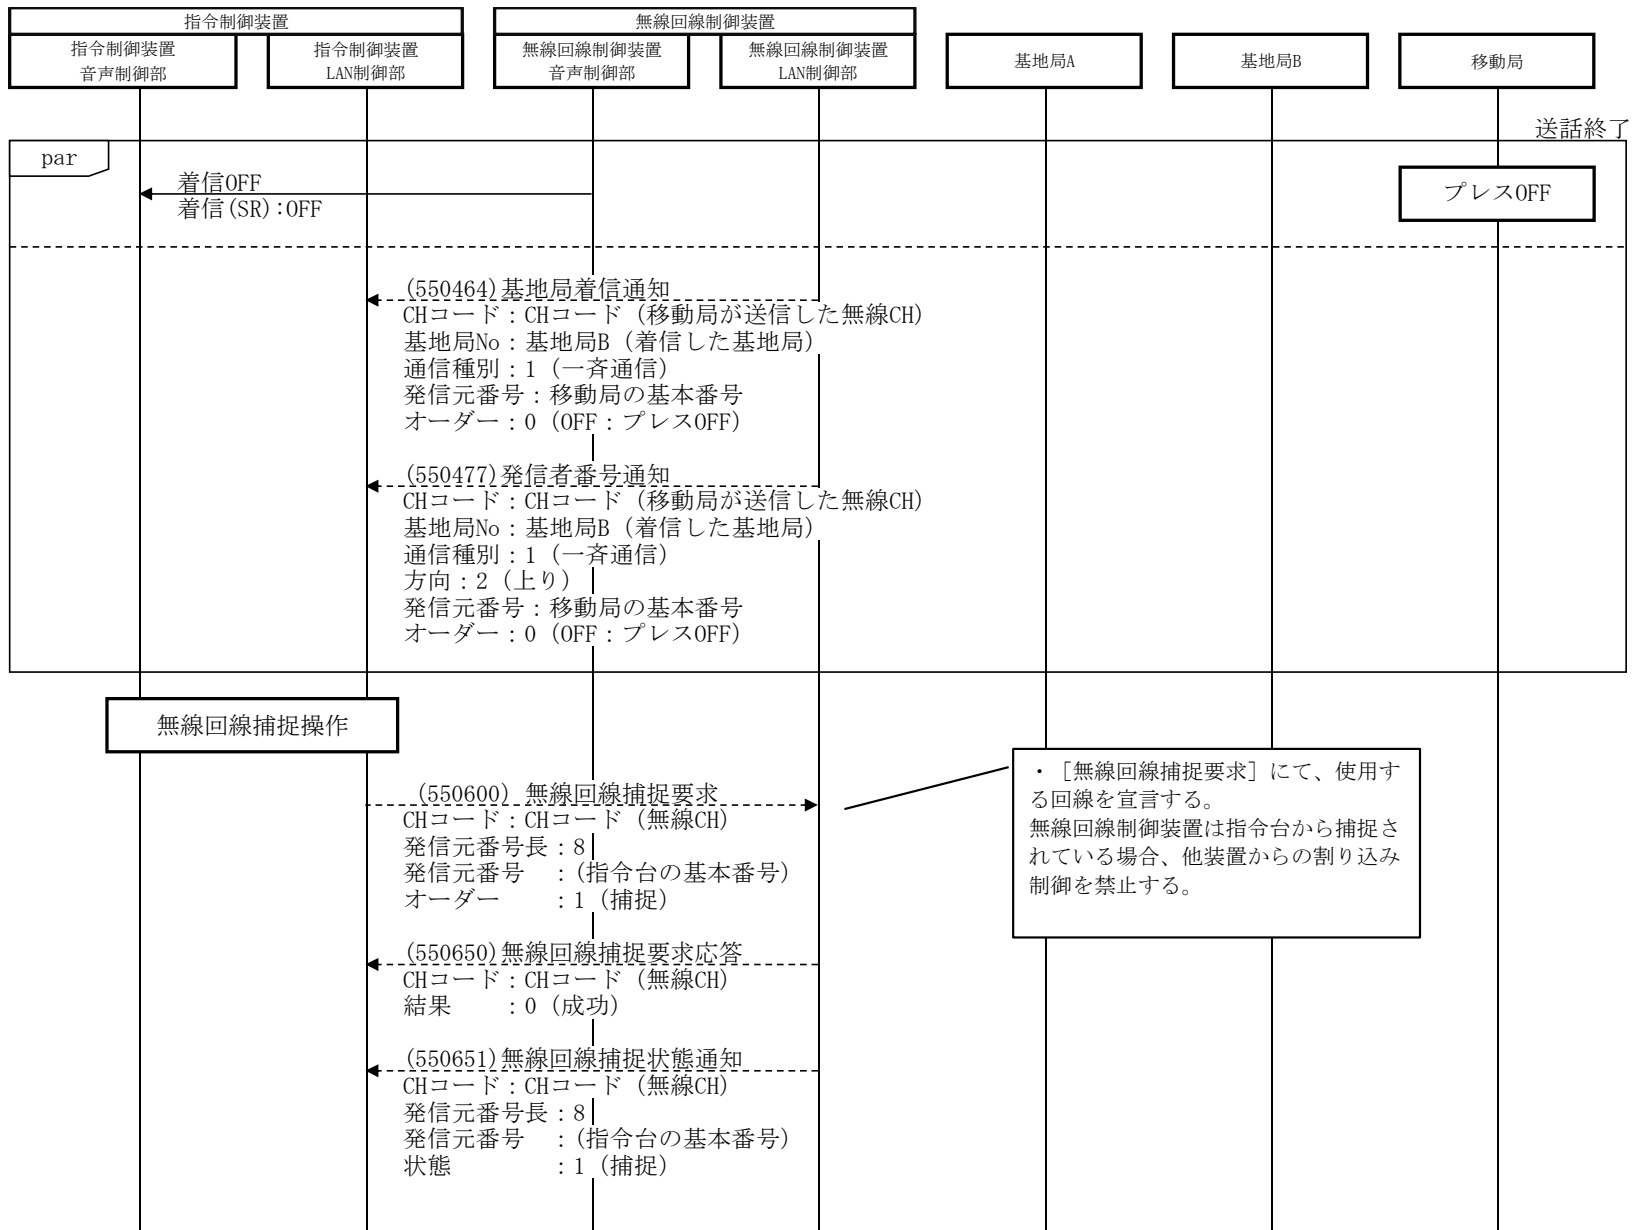 指令制御装置
無線回線制御装置
指令制御装置
音声制御部
指令制御装置
LAN制御部
無線回線制御装置
音声制御部
無線回線制御装置
LAN制御部
基地局A
基地局B
移動局
送話終了
par
着信OFF
着信(SR):OFF
プレスOFF
(550464)基地局着信通知
CHコード：CHコード（移動局が送信した無線CH）
基地局No：基地局B（着信した基地局）
通信種別：1（一斉通信）
発信元番号：移動局の基本番号
オーダー：0（OFF：プレスOFF）
(550477)発信者番号通知
CHコード：CHコード（移動局が送信した無線CH）
基地局No：基地局B（着信した基地局）
通信種別：1（一斉通信）
方向：2（上り）
発信元番号：移動局の基本番号
オーダー：0（OFF：プレスOFF）
無線回線捕捉操作
(550600) 無線回線捕捉要求
CHコード：CHコード（無線CH）
発信元番号長：8
発信元番号　：(指令台の基本番号)
オーダー　　：1（捕捉）
・［無線回線捕捉要求］にて、使用す
る回線を宣言する。
無線回線制御装置は指令台から捕捉さ
れている場合、他装置からの割り込み
制御を禁止する。
(550650)無線回線捕捉要求応答
CHコード：CHコード（無線CH）
結果　　：0（成功）
(550651)無線回線捕捉状態通知
CHコード：CHコード（無線CH）
発信元番号長：8
発信元番号　：(指令台の基本番号)
状態　　　　：1（捕捉）